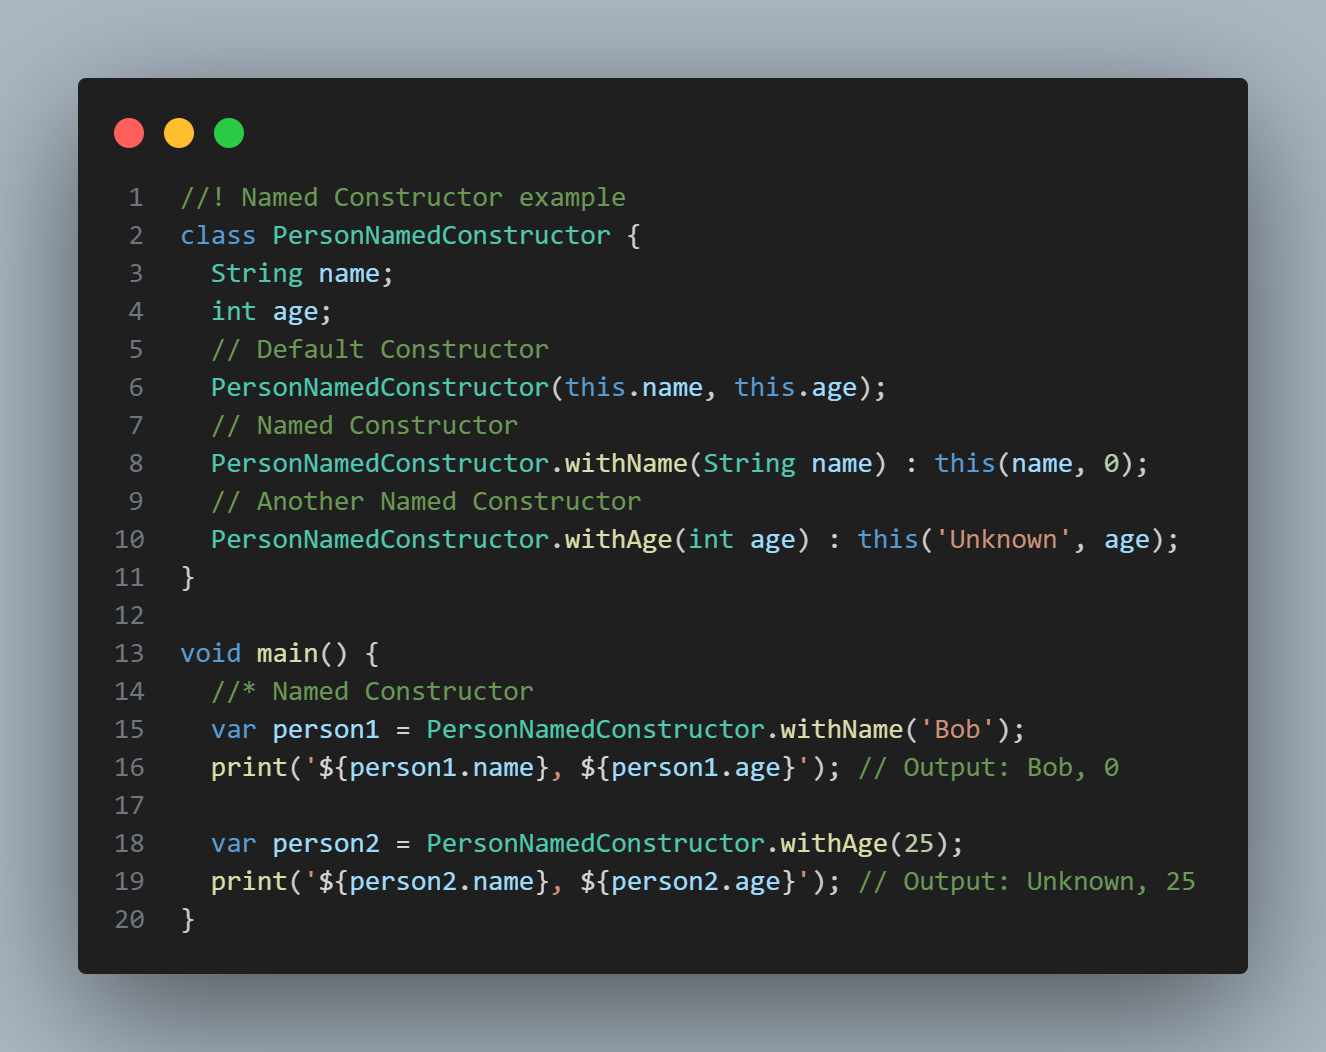 1 //! Named Constructor example
2 class PersonNamedConstructor {
3   String name;
4   int age;
5   // Default Constructor
6   PersonNamedConstructor(this.name, this.age);
7   // Named Constructor
8   PersonNamedConstructor.withName(String name) : this(name, 0);
9   // Another Named Constructor
10   PersonNamedConstructor.withAge(int age) : this('Unknown', age);
11 }
12
13 void main() {
14   //* Named Constructor
15   var person1 = PersonNamedConstructor.withName('Bob');
16   print('${person1.name}, ${person1.age}'); // Output: Bob, 0
17
18   var person2 = PersonNamedConstructor.withAge(25);
19   print('${person2.name}, ${person2.age}'); // Output: Unknown, 25
20 }